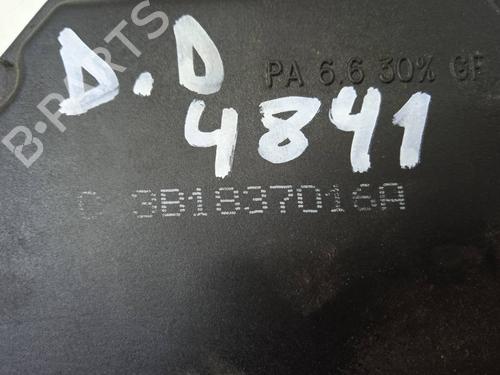 B-PARTS
D.D
PA 6.6 30% GF
4841
C 3B1837016A